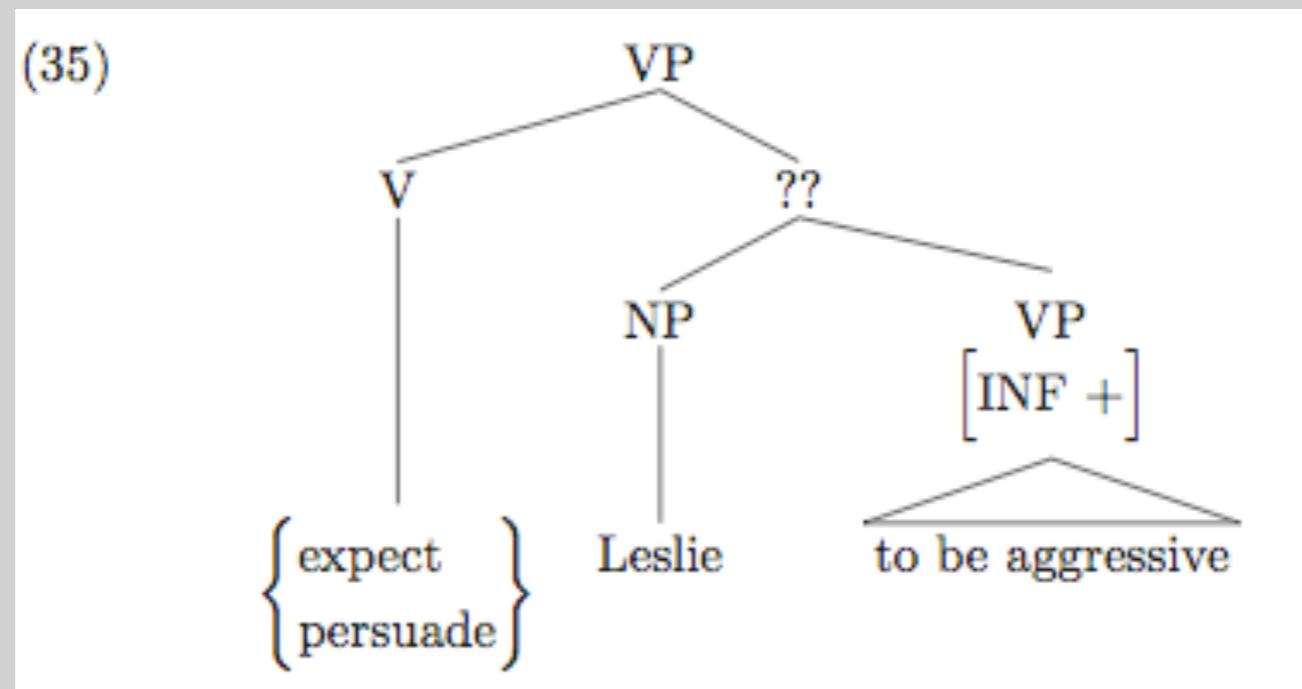 (35) VP
V ??
NP VP
[INF +]
expect Leslie to be aggressive
persuade